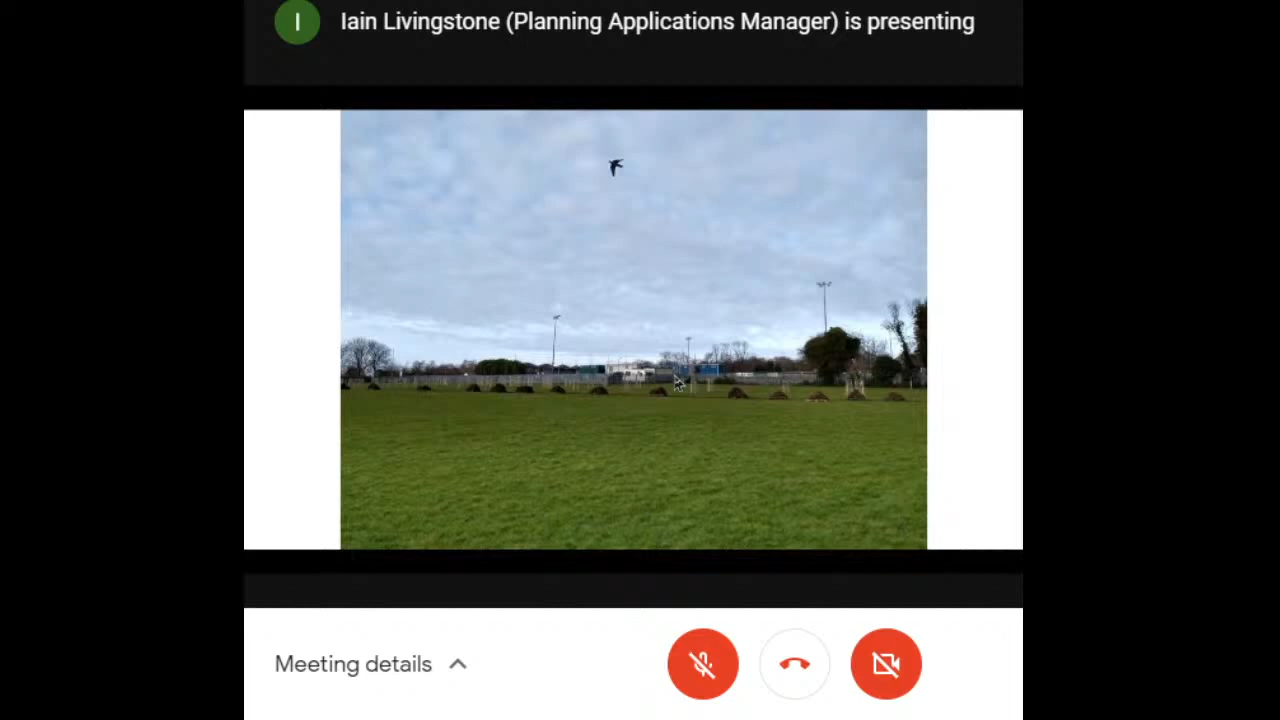 I
Iain Livingstone (Planning Applications Manager) is presenting
Meeting details